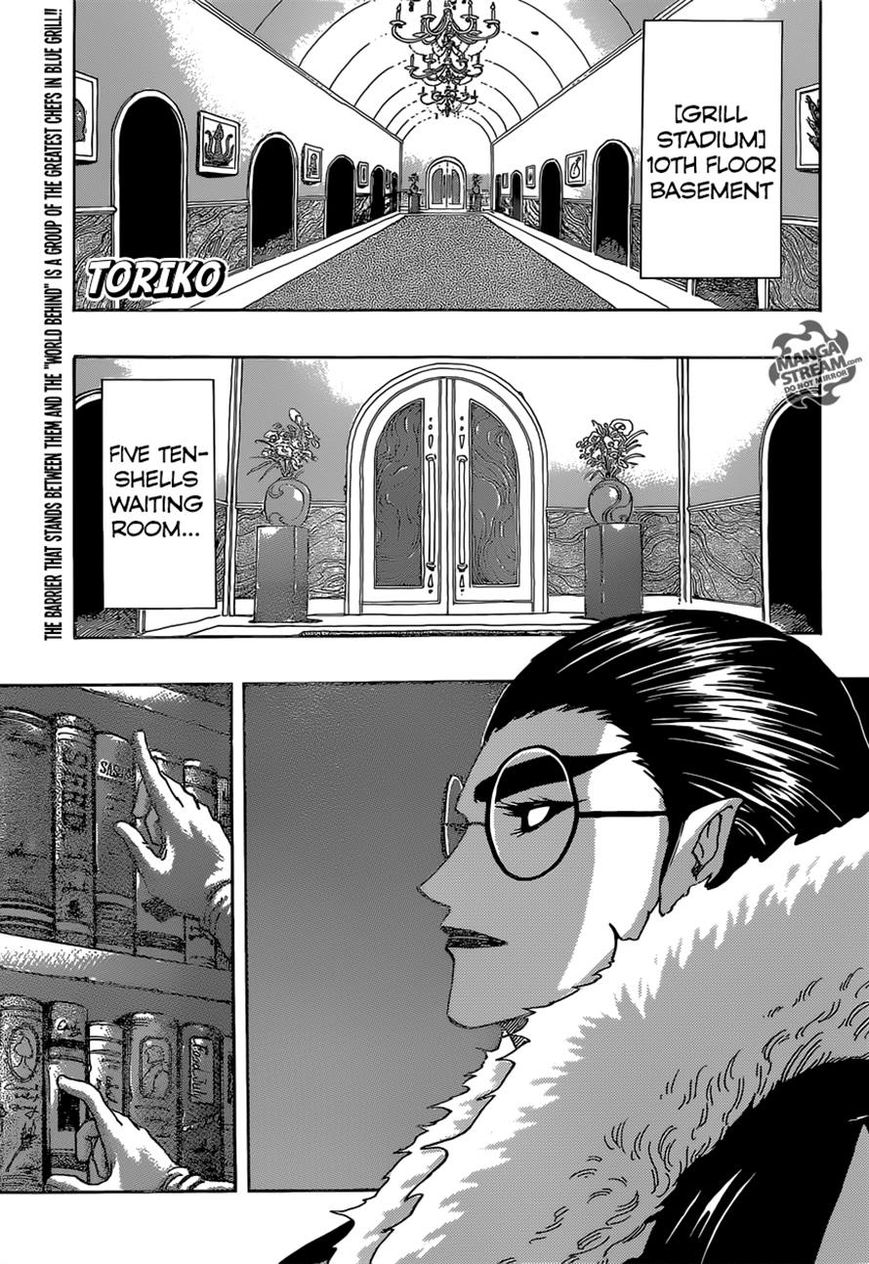 THE BARRIER THAT STANDS BETWEEN THEM AND THE "WORLD BEHIND" IS A GROUP OF THE GREATEST CHEFS IN BLUE GRILL!!
[GRILL
STADIUM]
10TH FLOOR
BASEMENT
TORIKO
MANGA
STREAM.com
DO NOT MIRROR
FIVE TEN-
SHELLS
WAITING
ROOM...